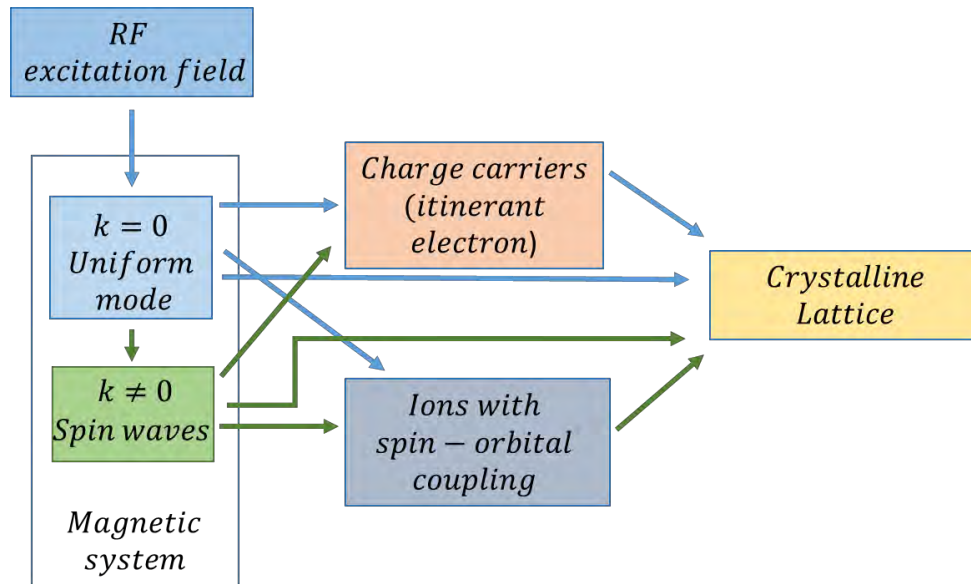 RF
excitation field
k = 0
Uniform
mode
k ≠ 0
Spin waves
Magnetic
system
Charge carriers
(itinerant
electron)
Ions with
spin − orbital
coupling
Crystalline
Lattice